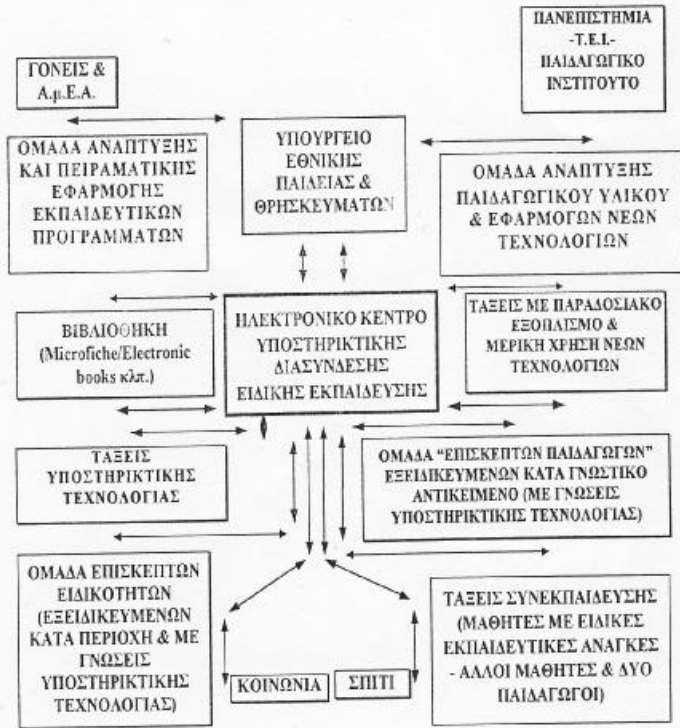 ΠΑΝΕΠΙΣΤΗΜΙΑ
-Τ.Ε.Ι.-
ΠΑΙΔΑΓΩΓΙΚΟ
ΙΝΣΤΙΤΟΥΤΟ
ΓΟΝΕΙΣ &
Α.μ.Ε.Α.
ΟΜΑΔΑ ΑΝΑΠΤΥΞΗΣ
ΚΑΙ ΠΕΙΡΑΜΑΤΙΚΗΣ
ΕΦΑΡΜΟΓΗΣ
ΕΚΠΑΙΔΕΥΤΙΚΩΝ
ΠΡΟΓΡΑΜΜΑΤΩΝ
ΥΠΟΥΡΓΕΙΟ
ΕΘΝΙΚΗΣ
ΠΑΙΔΕΙΑΣ &
ΘΡΗΣΚΕΥΜΑΤΩΝ
ΟΜΑΔΑ ΑΝΑΠΤΥΞΗΣ
ΠΑΙΔΑΓΩΓΙΚΟΥ ΥΛΙΚΟΥ
& ΕΦΑΡΜΟΓΩΝ ΝΕΩΝ
ΤΕΧΝΟΛΟΓΙΩΝ
ΒΙΒΛΙΟΘΗΚΗ
(Microfiche/Electronic
books κλπ.)
ΗΛΕΚΤΡΟΝΙΚΟ ΚΕΝΤΡΟ
ΥΠΟΣΤΗΡΙΚΤΙΚΗΣ
ΔΙΑΣΥΝΔΕΣΗΣ
ΕΙΔΙΚΗΣ ΕΚΠΑΙΔΕΥΣΗΣ
ΤΑΞΕΙΣ ΜΕ ΠΑΡΑΔΟΣΙΑΚΟ
ΕΞΟΠΛΙΣΜΟ &
ΜΕΡΙΚΗ ΧΡΗΣΗ ΝΕΩΝ
ΤΕΧΝΟΛΟΓΙΩΝ
ΤΑΞΕΙΣ
ΥΠΟΣΤΗΡΙΚΤΙΚΗΣ
ΤΕΧΝΟΛΟΓΙΑΣ
ΟΜΑΔΑ "ΕΠΙΣΚΕΠΤΩΝ ΠΑΙΔΑΓΩΓΩΝ"
ΕΞΕΙΔΙΚΕΥΜΕΝΩΝ ΚΑΤΑ ΓΝΩΣΤΙΚΟ
ΑΝΤΙΚΕΙΜΕΝΟ (ΜΕ ΓΝΩΣΕΙΣ
ΥΠΟΣΤΗΡΙΚΤΙΚΗΣ ΤΕΧΝΟΛΟΓΙΑΣ)
ΟΜΑΔΑ ΕΠΙΣΚΕΠΤΩΝ
ΕΙΔΙΚΟΤΗΤΩΝ
(ΕΞΕΙΔΙΚΕΥΜΕΝΩΝ
ΚΑΤΑ ΠΕΡΙΟΧΗ & ΜΕ
ΓΝΩΣΕΙΣ
ΥΠΟΣΤΗΡΙΚΤΙΚΗΣ
ΤΕΧΝΟΛΟΓΙΑΣ)
ΚΟΙΝΩΝΙΑ
ΣΠΙΤΙ
ΤΑΞΕΙΣ ΣΥΝΕΚΠΑΙΔΕΥΣΗΣ
(ΜΑΘΗΤΕΣ ΜΕ ΕΙΔΙΚΕΣ
ΕΚΠΑΙΔΕΥΤΙΚΕΣ ΑΝΑΓΚΕΣ
- ΑΛΛΟΙ ΜΑΘΗΤΕΣ & ΔΥΟ
ΠΑΙΔΑΓΩΓΟΙ)